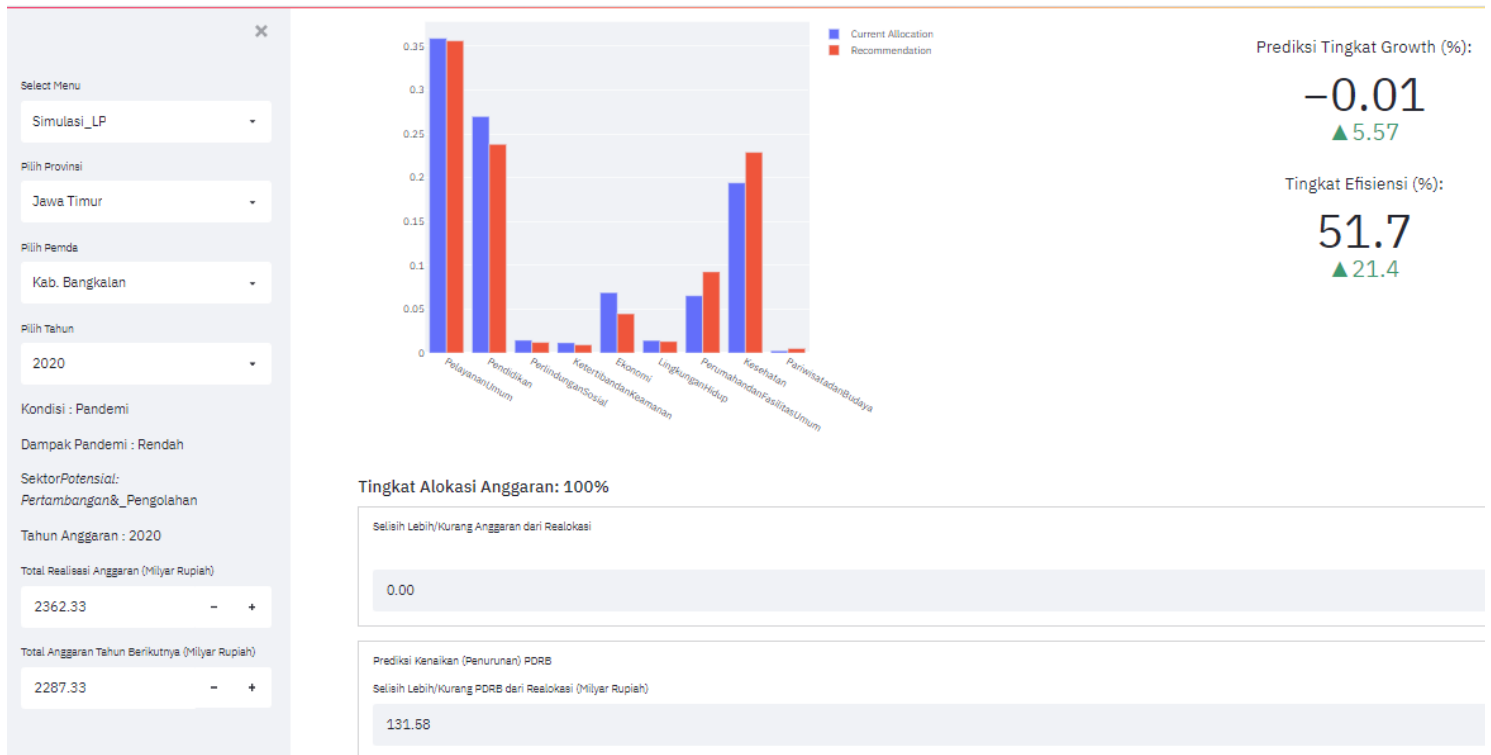 ×
Select Menu
Simulasi_LP
Pilih Provinsi
Jawa Timur
Pilih Pemda
Kab. Bangkalan
Pilih Tahun
2020
Kondisi : Pandemi
Dampak Pandemi : Rendah
SektorPotensial:
Pertambangan&_Pengolahan
Tahun Anggaran : 2020
Total Realisasi Anggaran (Milyar Rupiah)
2362.33 - +
Total Anggaran Tahun Berikutnya (Milyar Rupiah)
2287.33 - +
0.35
0.3
0.25
0.2
0.15
0.1
0.05
0
PelayananUmum
Pendidikan
PerlindunganSosial
KetertibandanKeamanan
Ekonomi
LingkunganHidup
PerumahandanFasilitasUmum
Kesehatan
PariwisatadanBudaya
Current Allocation
Recommendation
Prediksi Tingkat Growth (%):
−0.01
▲5.57
Tingkat Efisiensi (%):
51.7
▲21.4
Tingkat Alokasi Anggaran: 100%
Selisih Lebih/Kurang Anggaran dari Realokasi
0.00
Prediksi Kenaikan (Penurunan) PDRB
Selisih Lebih/Kurang PDRB dari Realokasi (Milyar Rupiah)
131.58